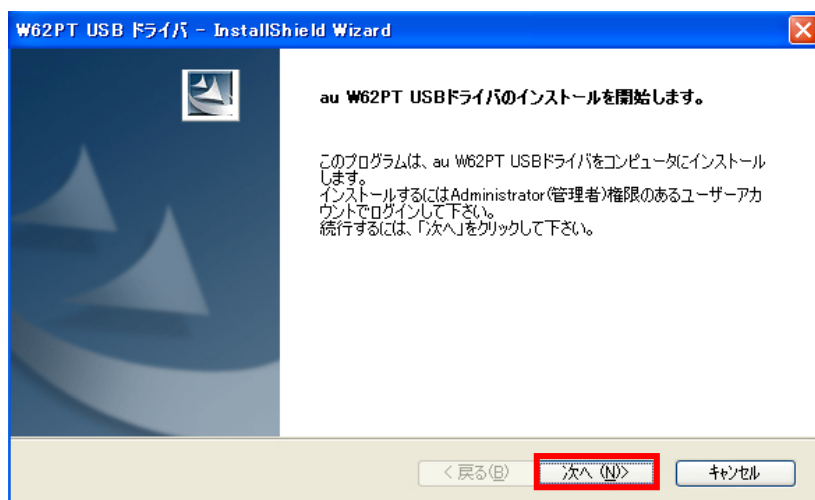 W62PT USB ドライバ - InstallShield Wizard
au W62PT USBドライバのインストールを開始します。
このプログラムは、au W62PT USBドライバをコンピュータにインストール
します。
インストールするにはAdministrator(管理者)権限のあるユーザーアカ
ウントでログインして下さい。
続行するには、「次へ」をクリックして下さい。
< 戻る(B)
次へ (N)>
キャンセル